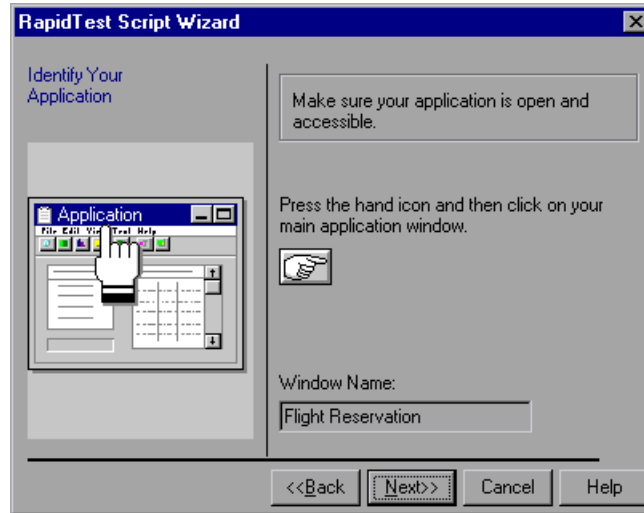 RapidTest Script Wizard
Identify Your
Application
Make sure your application is open and
accessible.
Application
File Edit View Tool Help
Press the hand icon and then click on your
main application window.
Window Name:
Flight Reservation
<<Back
Next>>
Cancel
Help